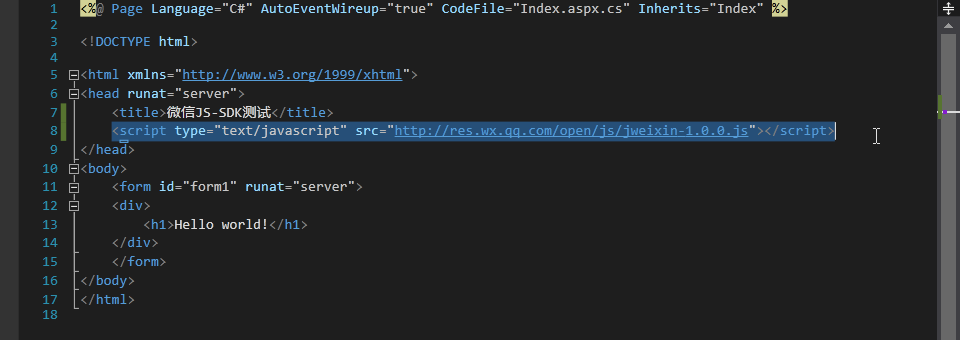 1 <%@ Page Language="C#" AutoEventWireup="true" CodeFile="Index.aspx.cs" Inherits="Index" %>
2
3 <!DOCTYPE html>
4
5 <html xmlns="http://www.w3.org/1999/xhtml">
6 <head runat="server">
7     <title>微信JS-SDK测试</title>
8     <script type="text/javascript" src="http://res.wx.qq.com/open/js/jweixin-1.0.0.js"></script>
9 </head>
10 <body>
11     <form id="form1" runat="server">
12     <div>
13         <h1>Hello world!</h1>
14     </div>
15     </form>
16 </body>
17 </html>
18